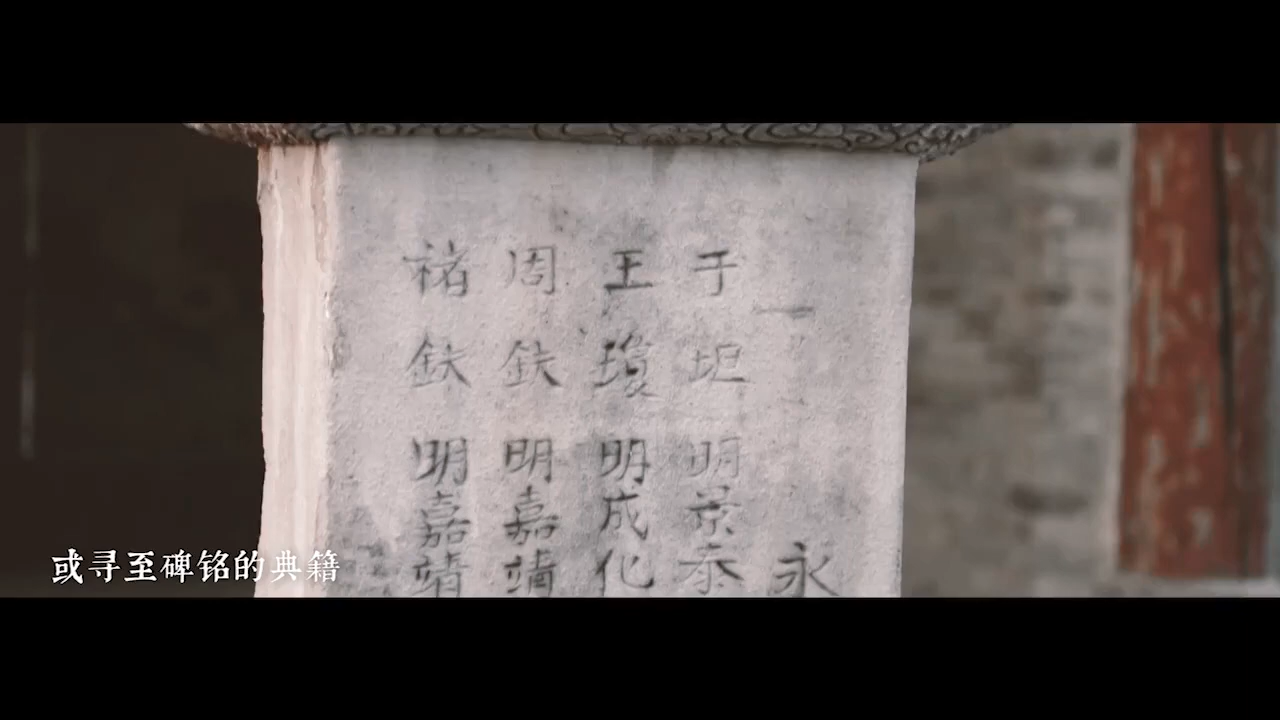 永
于坦 明景泰
王瓊 明成化
周鈇 明嘉靖
褚鈇 明嘉靖
或寻至碑铭的典籍